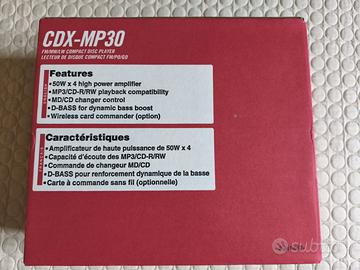 CDX-MP30
FM/MW/LW COMPACT DISC PLAYER
LECTEUR DE DISQUE COMPACT FM/PO/GO
Features
•50W x 4 high power amplifier
•MP3/CD-R/RW playback compatibility
•MD/CD changer control
•D-BASS for dynamic bass boost
•Wireless card commander (option)
Caractéristiques
•Amplificateur de haute puissance de 50W x 4
•Capacité d'écoute des MP3/CD-R/RW
•Commande de changeur MD/CD
•D-BASS pour renforcement dynamique de la basse
•Carte à commande sans fil (optionnelle)
subito